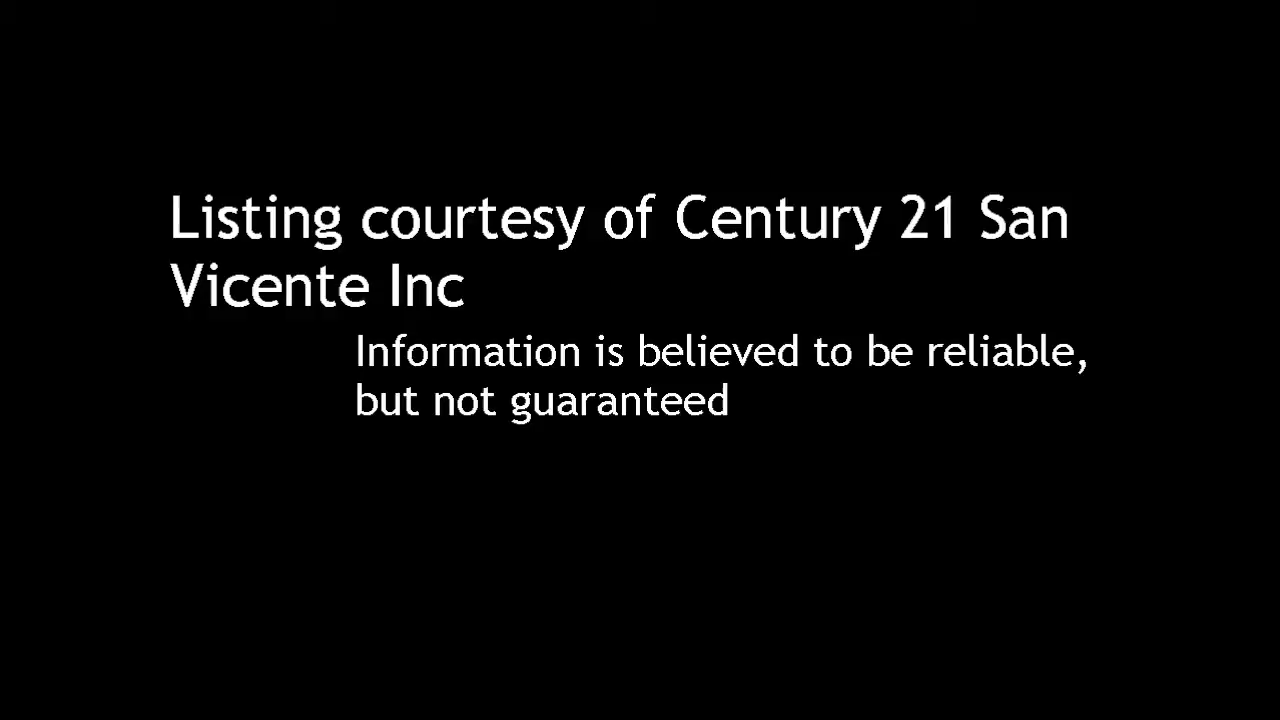 Listing courtesy of Century 21 San
Vicente Inc
Information is believed to be reliable,
but not guaranteed